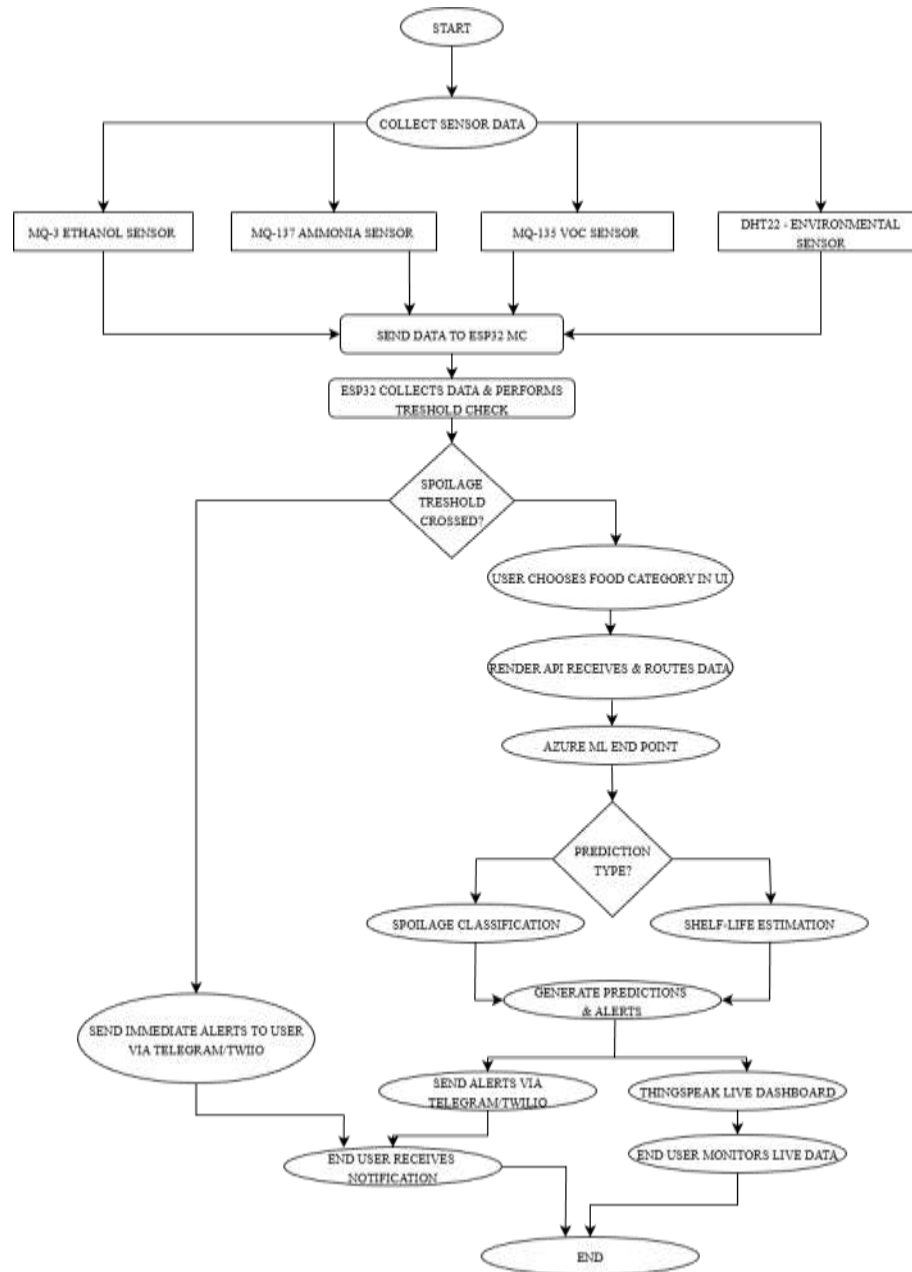 START
COLLECT SENSOR DATA
MQ-3 ETHANOL SENSOR
MQ-137 AMMONIA SENSOR
MQ-135 VOC SENSOR
DHT22 - ENVIRONMENTAL
SENSOR
SEND DATA TO ESP32 MC
ESP32 COLLECTS DATA & PERFORMS
TRESHOLD CHECK
SPOILAGE
TRESHOLD
CROSSED?
USER CHOOSES FOOD CATEGORY IN UI
RENDER API RECEIVES & ROUTES DATA
AZURE ML END POINT
PREDICTION
TYPE?
SPOILAGE CLASSIFICATION
SHELF-LIFE ESTIMATION
GENERATE PREDICTIONS
& ALERTS
SEND IMMEDIATE ALERTS TO USER
VIA TELEGRAM/TWIIO
SEND ALERTS VIA
TELEGRAM/TWILIO
THINGSPEAK LIVE DASHBOARD
END USER RECEIVES
NOTIFICATION
END USER MONITORS LIVE DATA
END